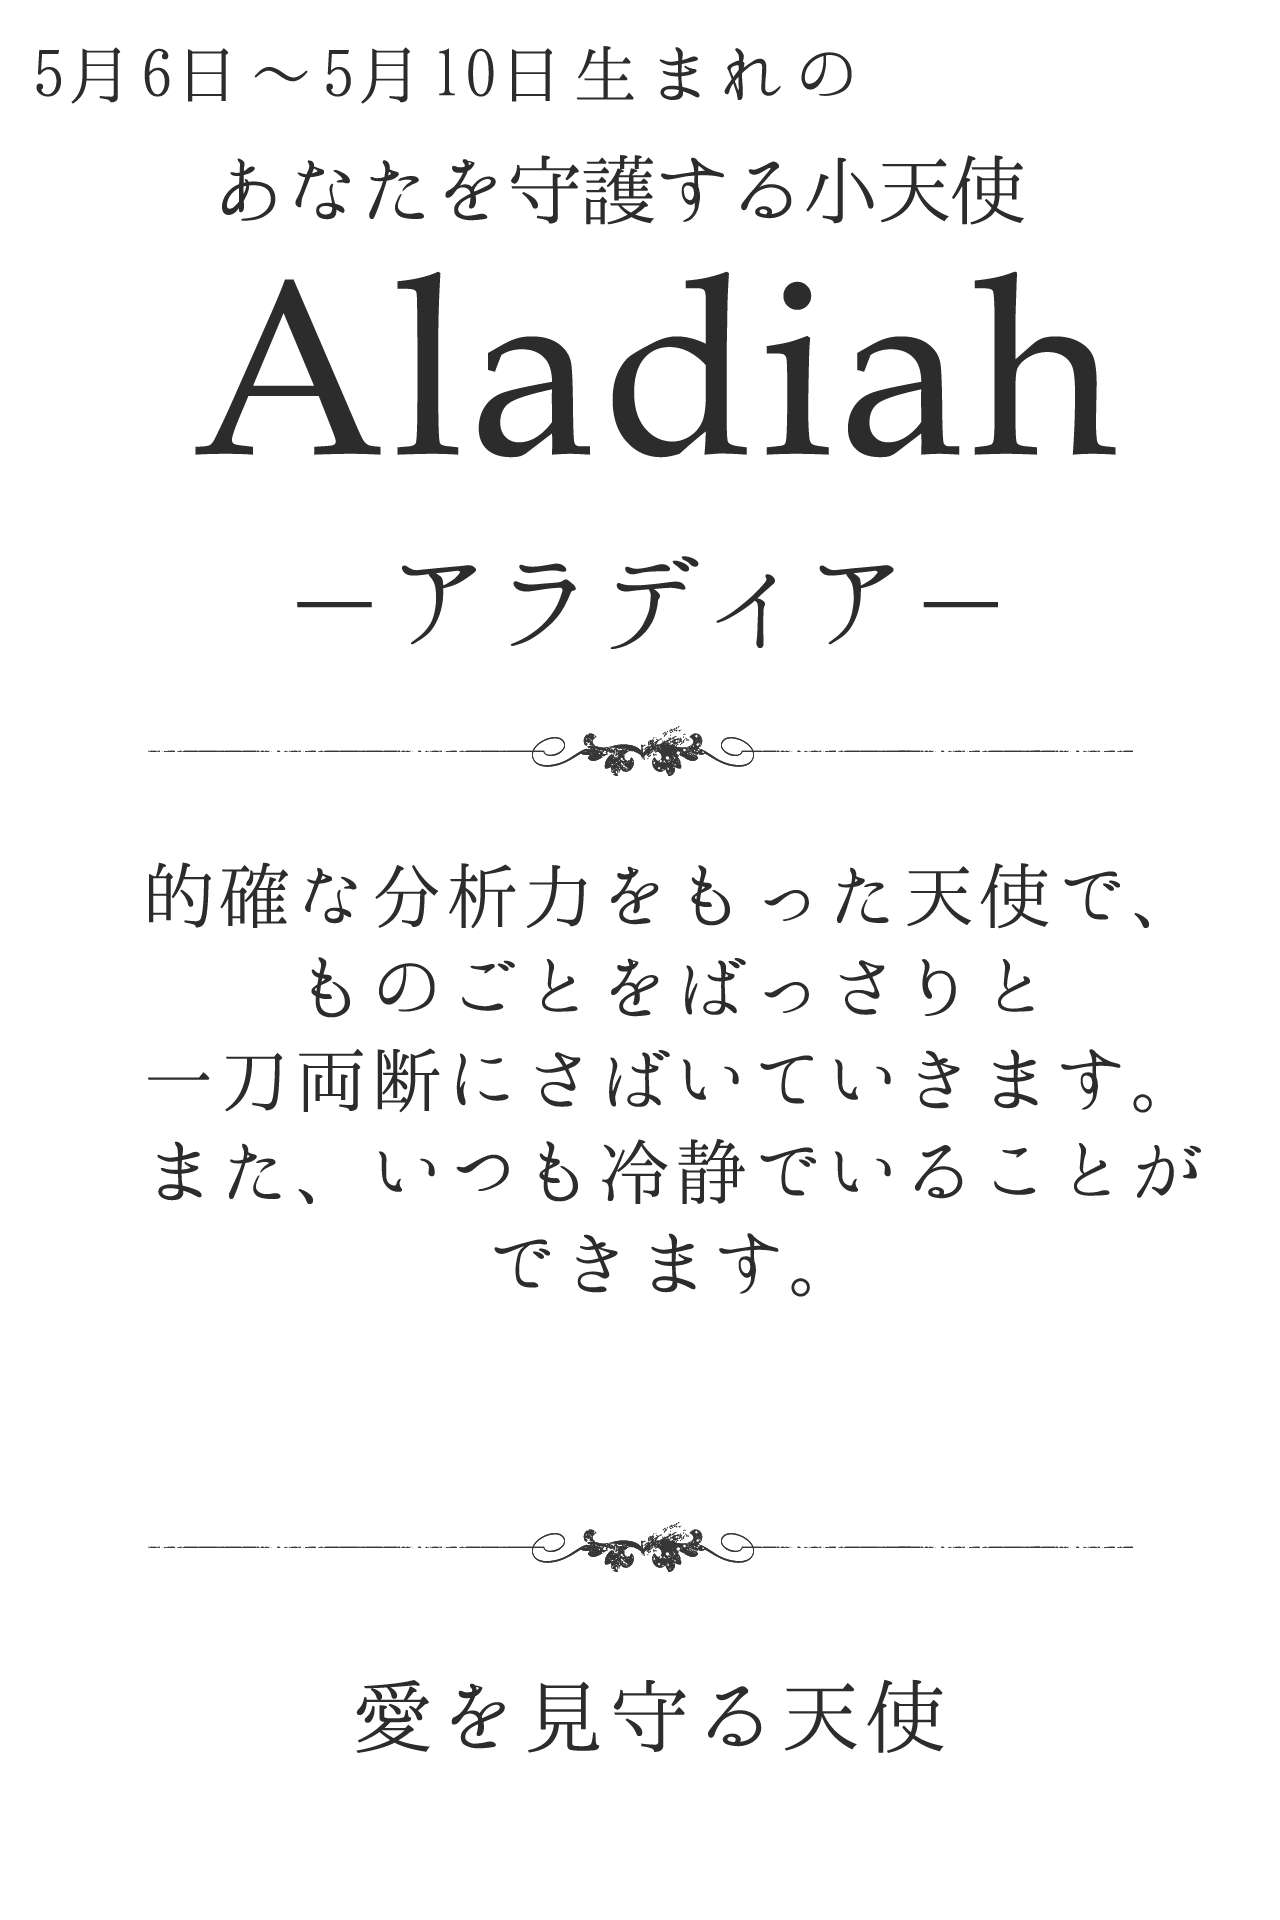 5月6日～5月10日生まれの
あなたを守護する小天使
Aladiah
―アラディア―
的確な分析力をもった天使で、
ものごとをばっさりと
一刀両断にさばいていきます。
また、いつも冷静でいることが
できます。
愛を見守る天使